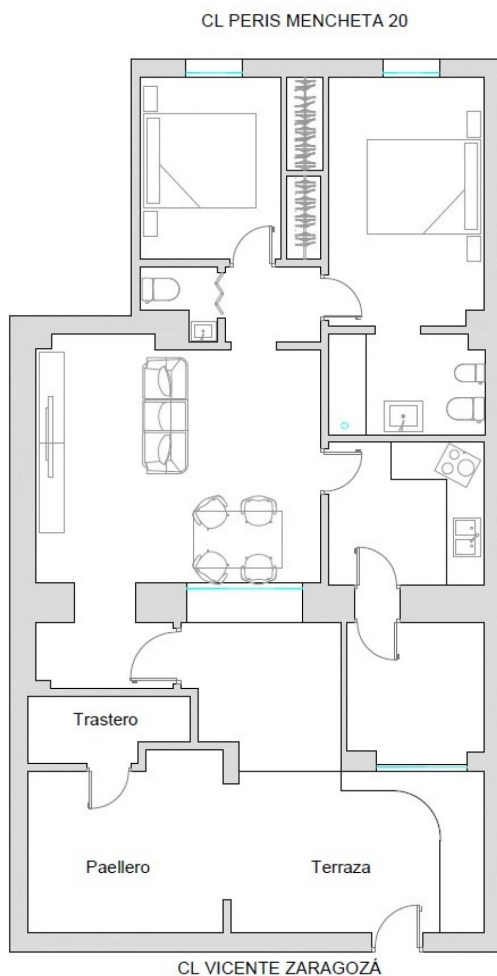 CL PERIS MENCHETA 20
Trastero
Paellero
Terraza
CL VICENTE ZARAGOZÁ